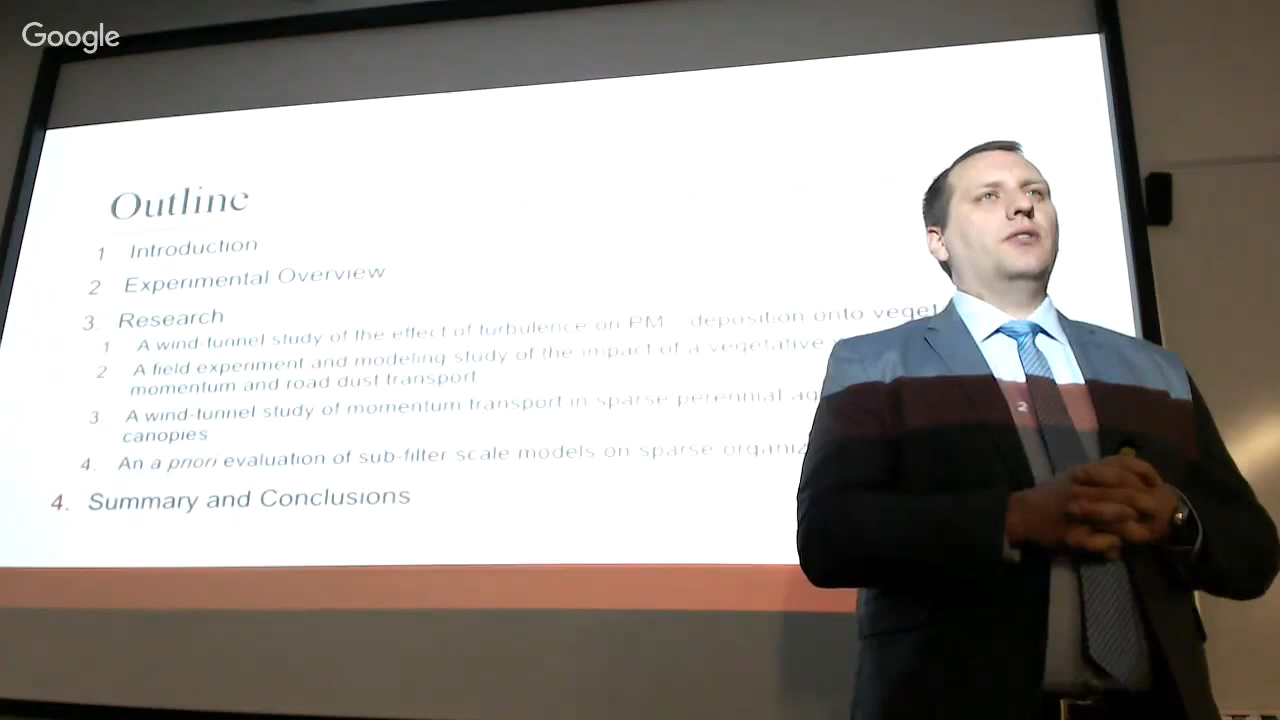 Google
Outline
1 Introduction
2 Experimental Overview
3. Research
1 A wind-tunnel study of the effect of turbulence on PM deposition onto
2 A field experiment and modeling study of the impact of a vegetative
momentum and road dust transport
3 A wind-tunnel study of momentum transport in sparse perennial
canopies
4. An a priori evaluation of sub-filter scale models on sparse
4. Summary and Conclusions
2